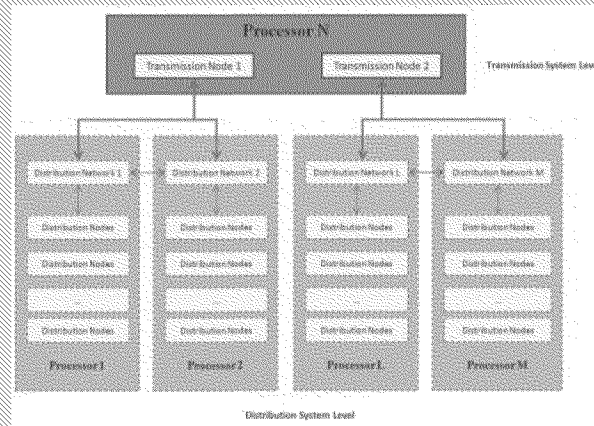 Processor N
Transmission Node 1 Transmission Node 2
Transmission System Lev
Distribution Network 1 Distribution Network 2 Distribution Network L Distribution Network M
Distribution Nodes Distribution Nodes Distribution Nodes Distribution Nodes
Distribution Nodes Distribution Nodes Distribution Nodes Distribution Nodes
Distribution Nodes Distribution Nodes Distribution Nodes Distribution Nodes
Processor 1 Processor 2 Processor L Processor M
Distribution System Level